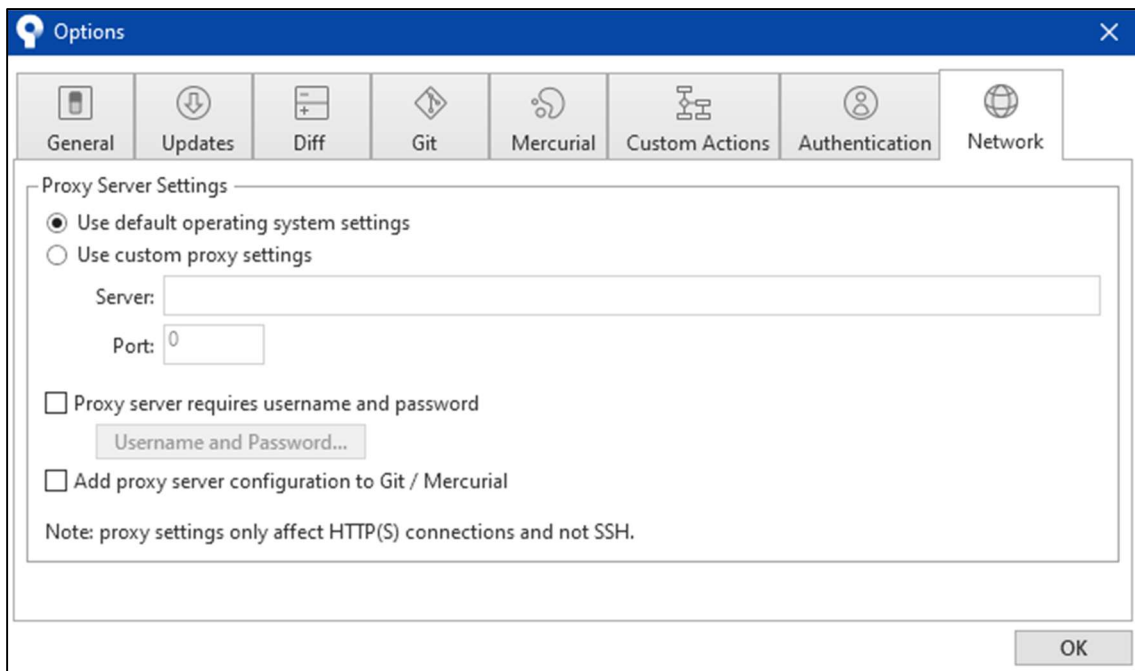 Options
General Updates Diff Git Mercurial Custom Actions Authentication Network
Proxy Server Settings
Use default operating system settings
Use custom proxy settings
Server:
Port: 0
Proxy server requires username and password
Username and Password...
Add proxy server configuration to Git / Mercurial
Note: proxy settings only affect HTTP(S) connections and not SSH.
OK